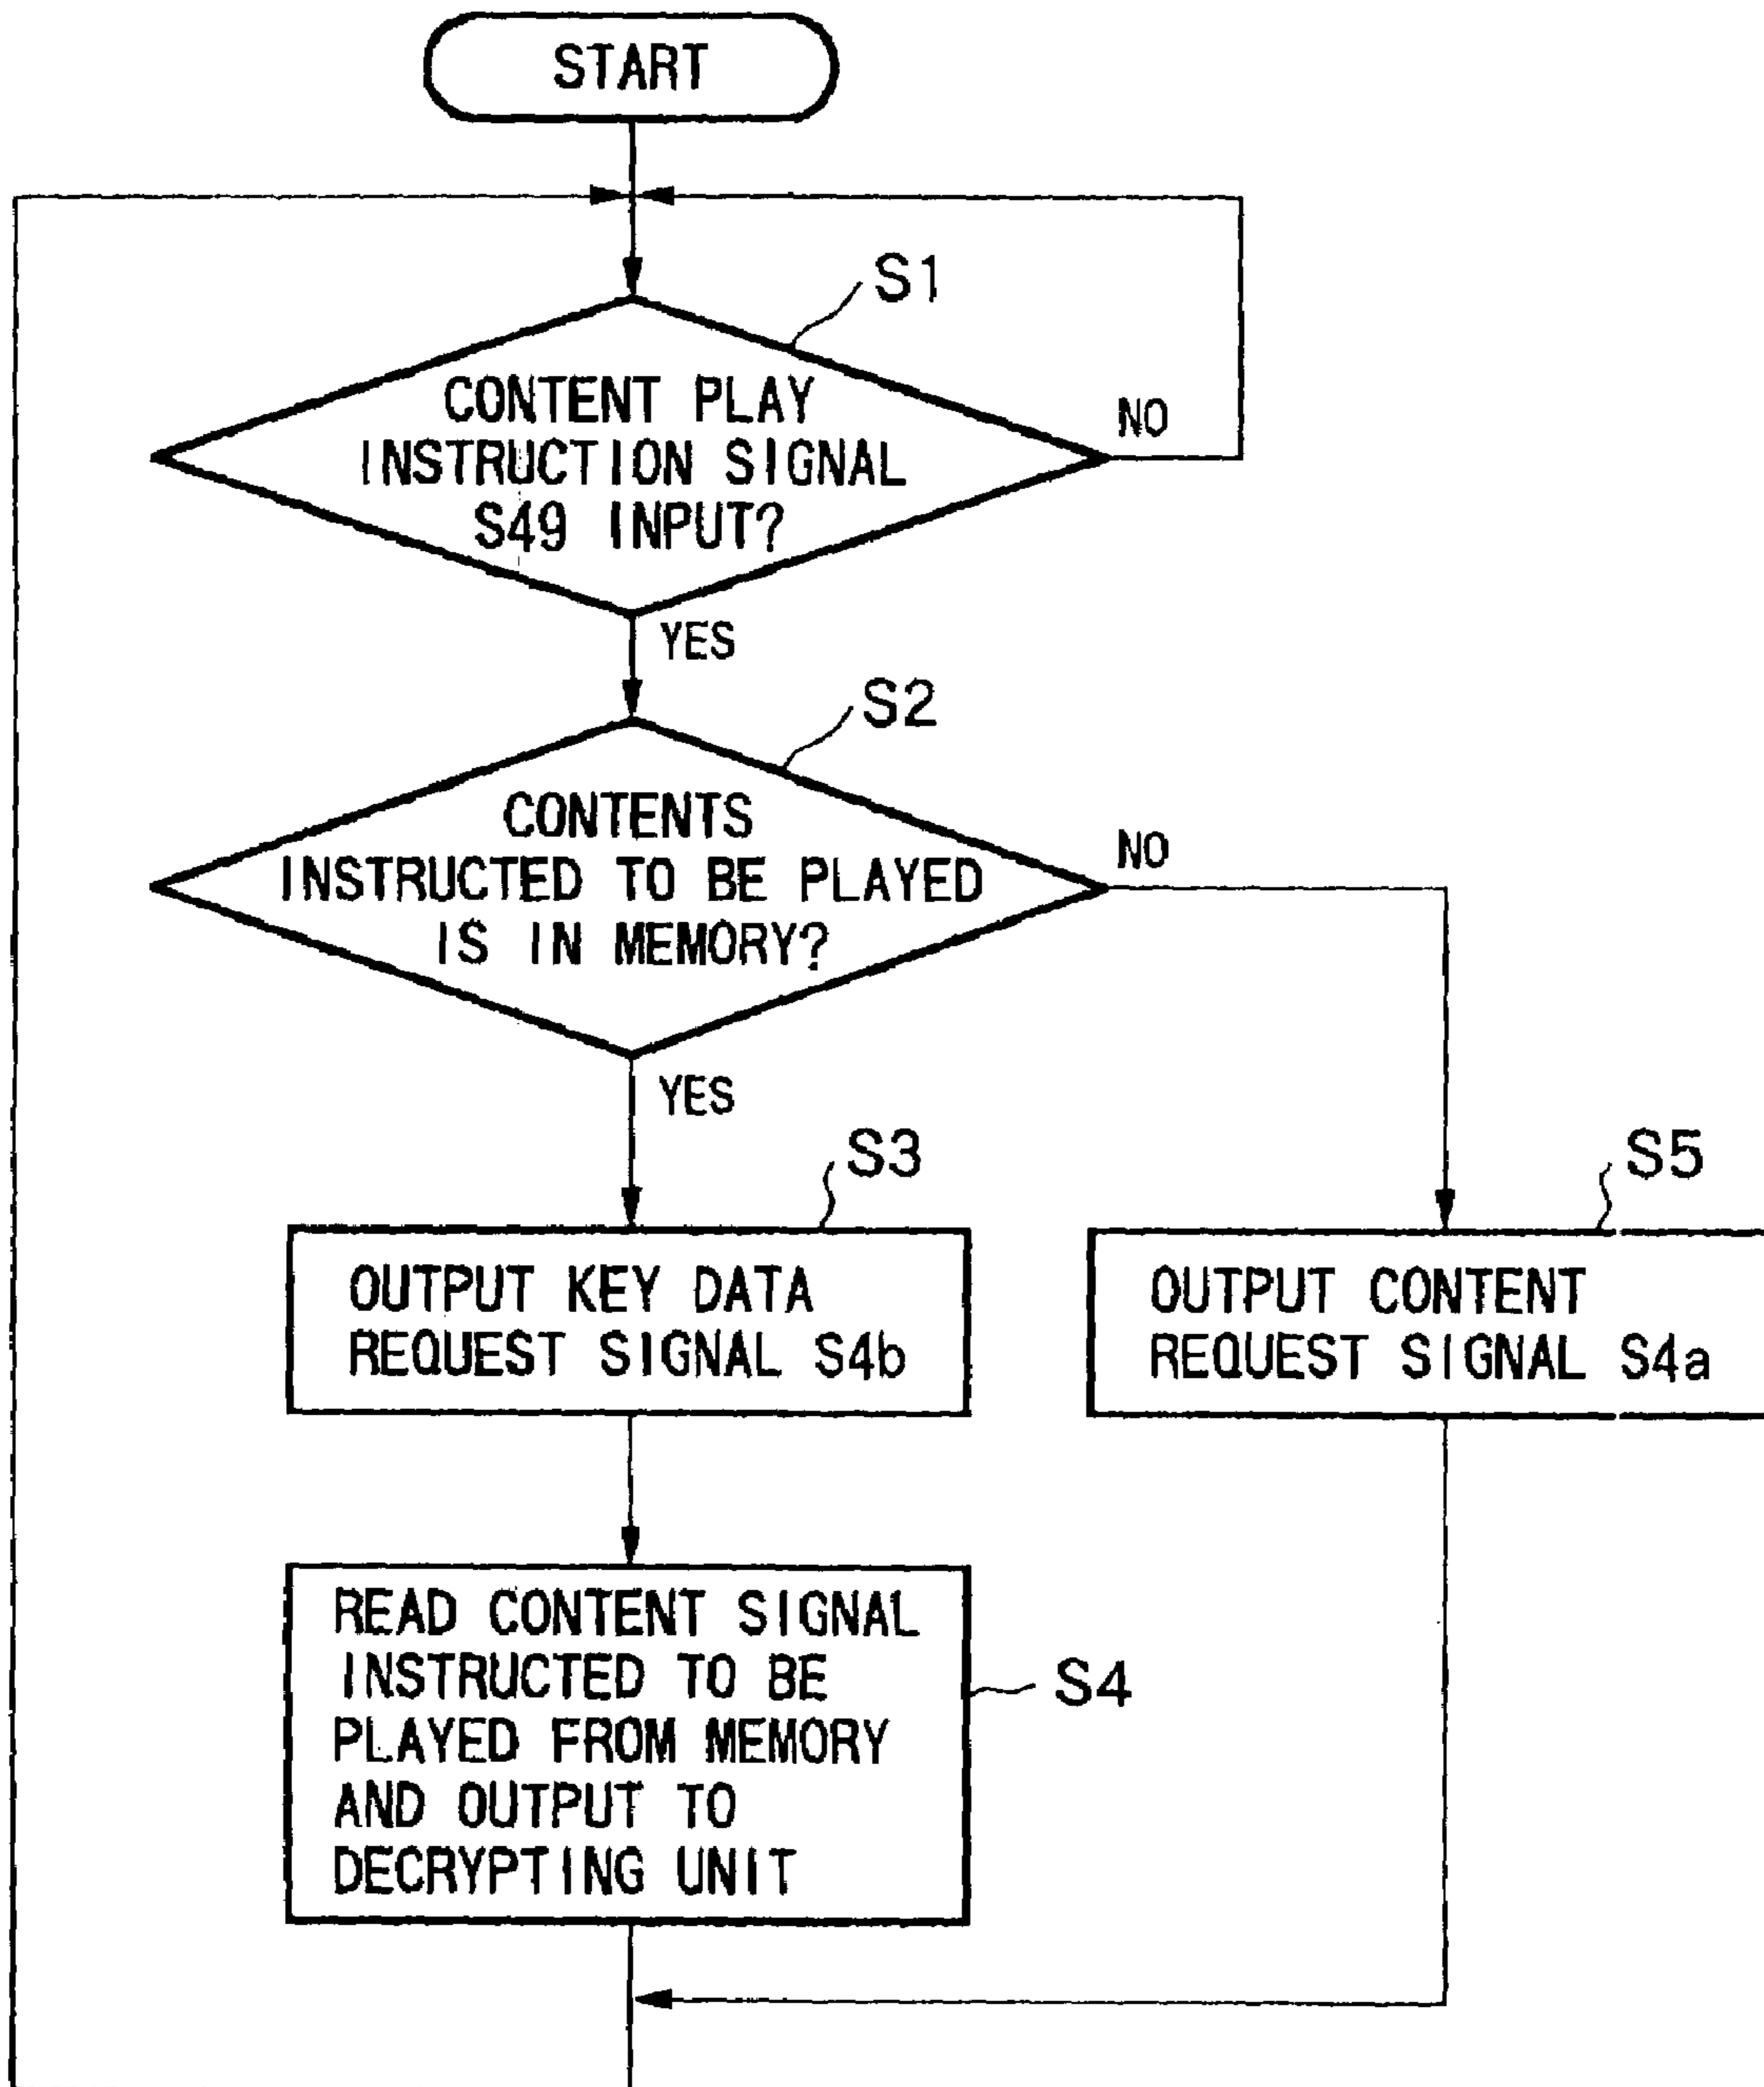 START
S1
CONTENT PLAY
INSTRUCTION SIGNAL
S49 INPUT?
NO
YES
S2
CONTENTS
INSTRUCTED TO BE PLAYED
IS IN MEMORY?
NO
YES
S3
OUTPUT KEY DATA
REQUEST SIGNAL S4b
S5
OUTPUT CONTENT
REQUEST SIGNAL S4a
READ CONTENT SIGNAL
INSTRUCTED TO BE
PLAYED FROM MEMORY
AND OUTPUT TO
DECRYPTING UNIT
S4